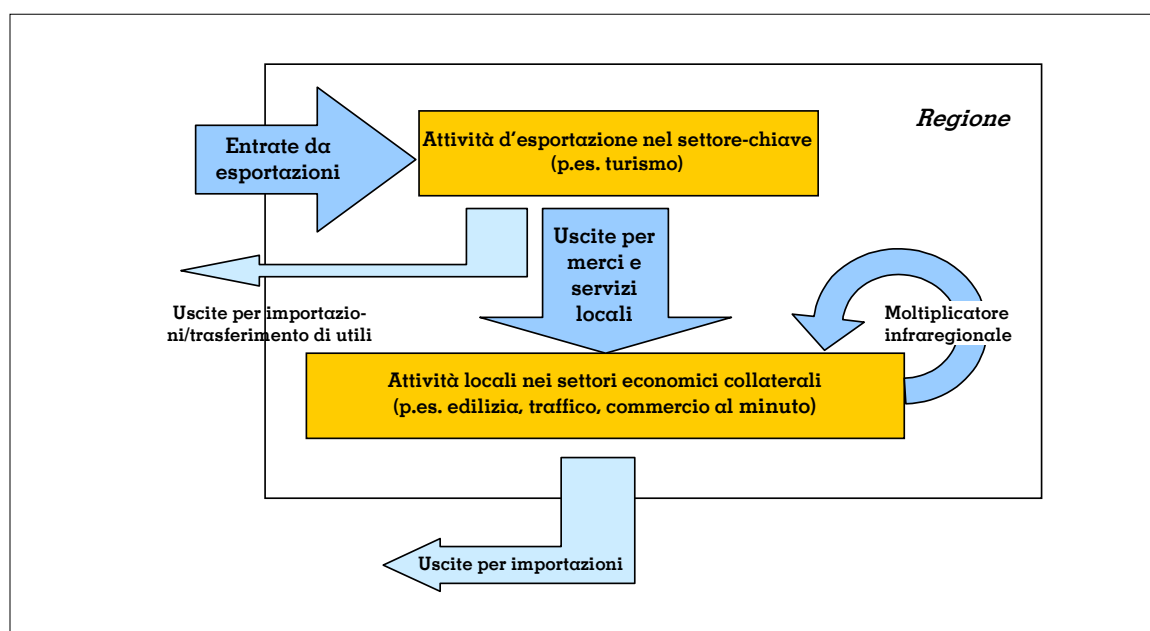 Regione
Entrate da
esportazioni
Attività d'esportazione nel settore-chiave
(p.es. turismo)
Uscite per
merci e
servizi
locali
Uscite per importazio-
ni/trasferimento di utili
Moltiplicatore
infraregionale
Attività locali nei settori economici collaterali
(p.es. edilizia, traffico, commercio al minuto)
Uscite per importazioni